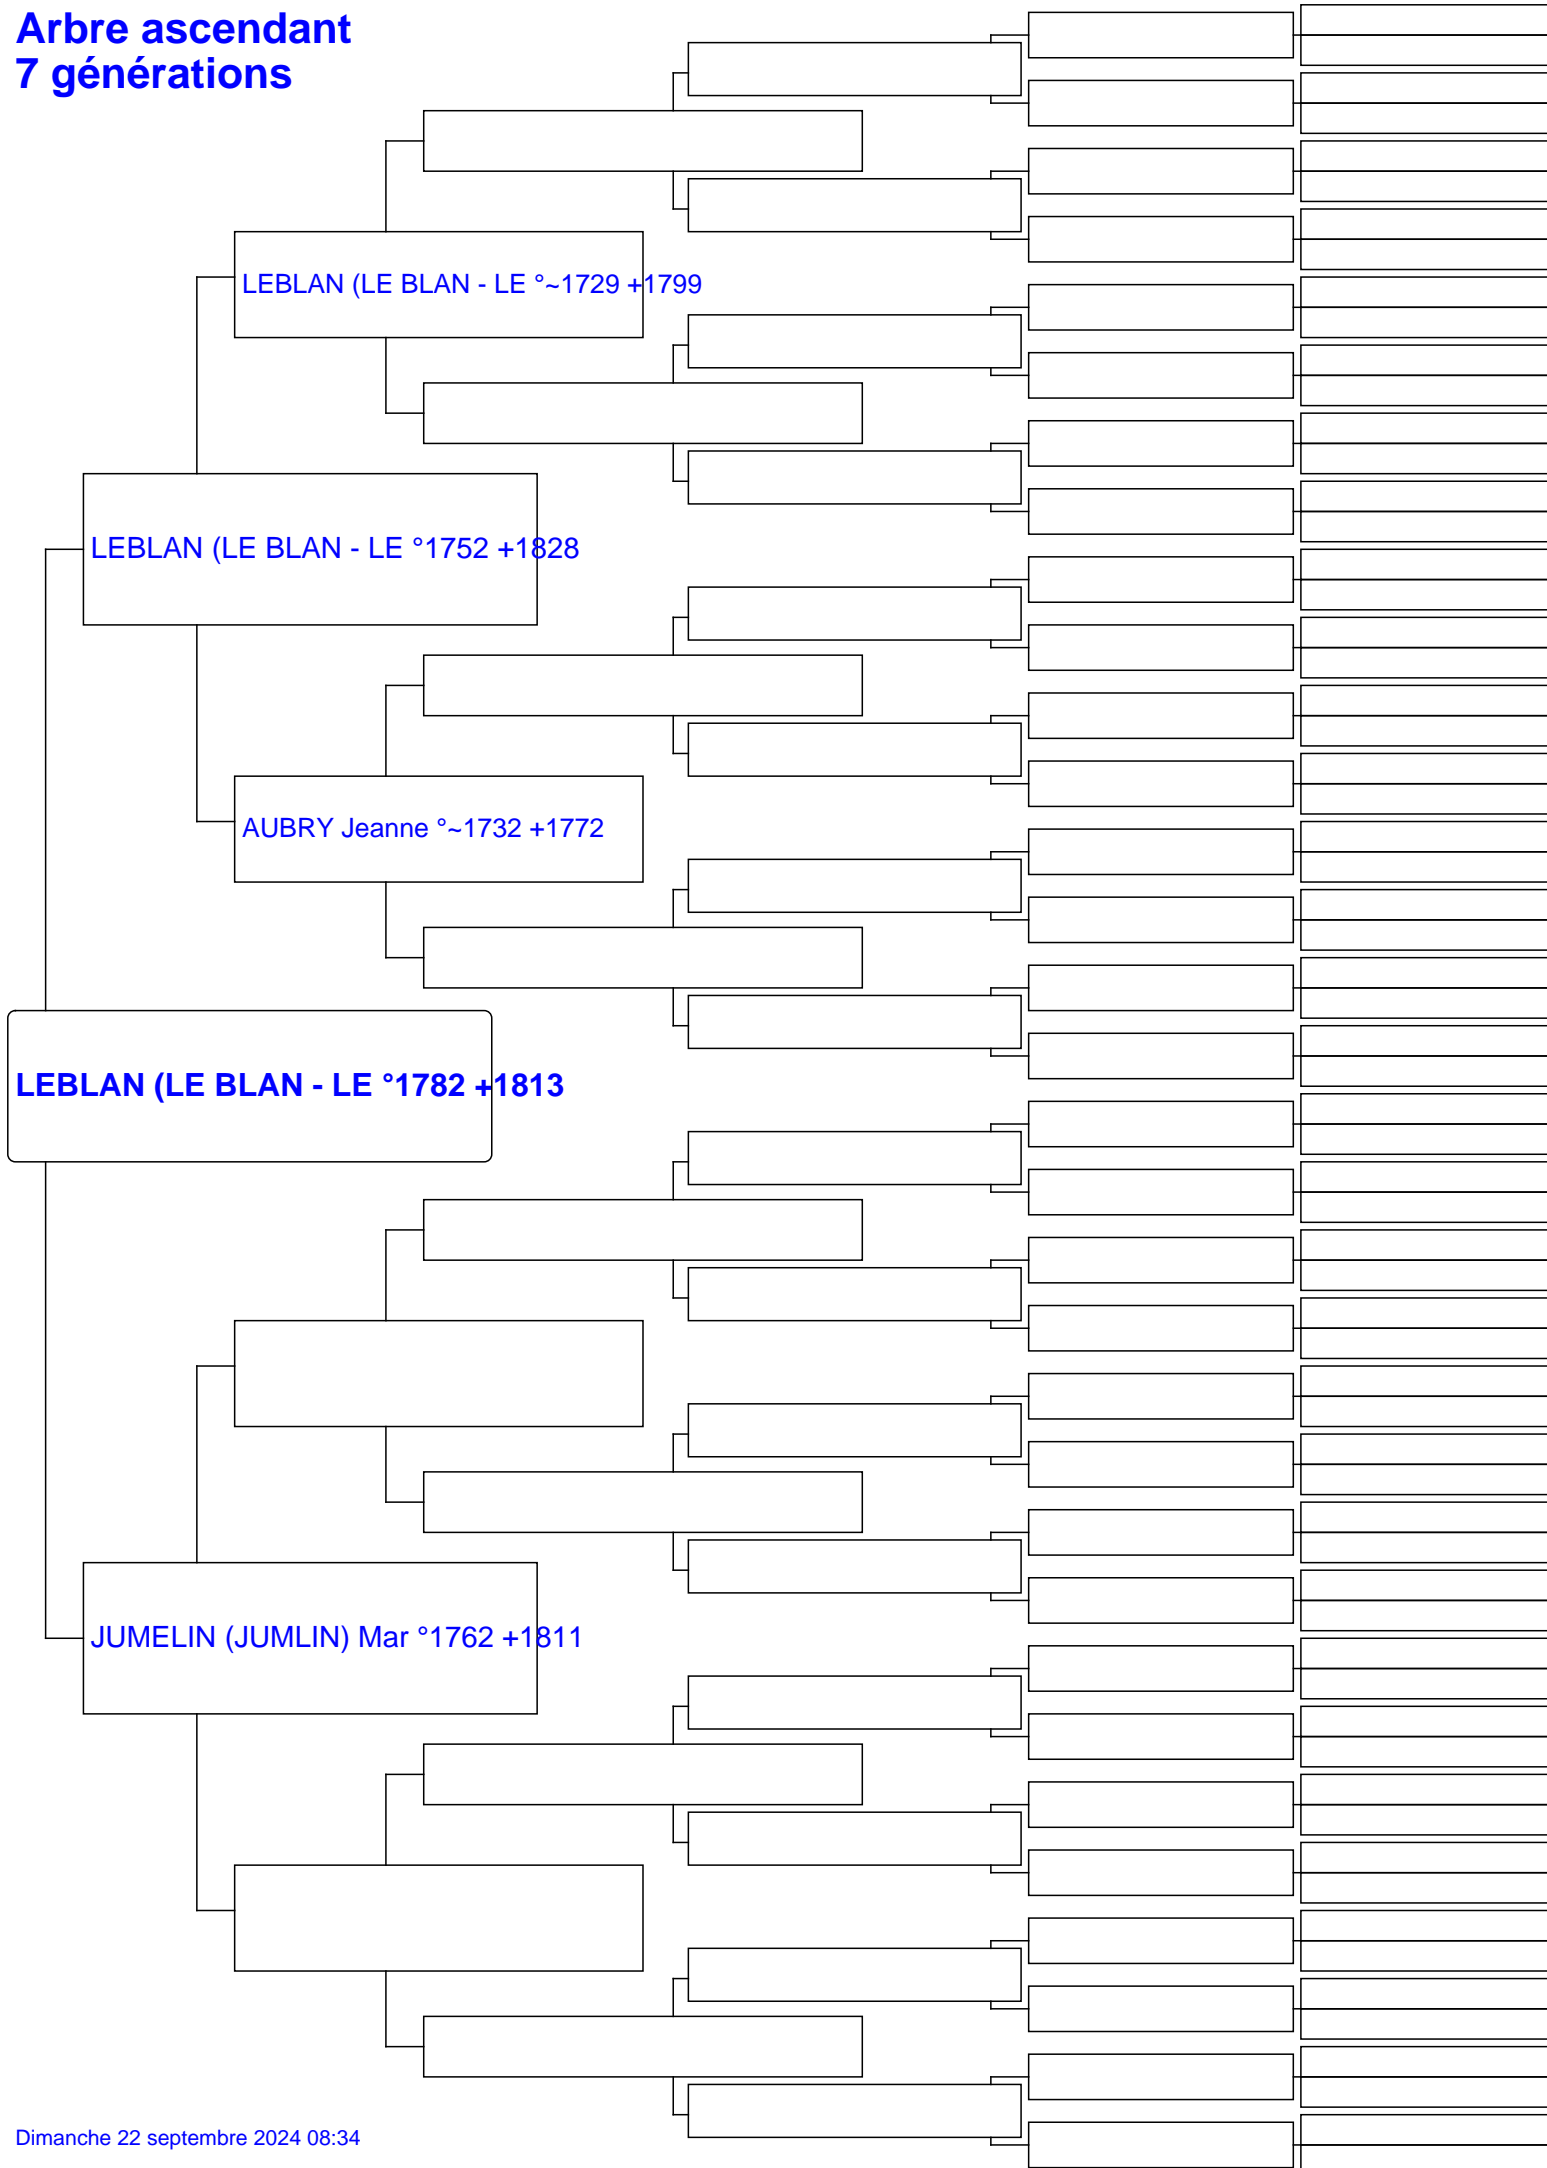 Arbre ascendant
7 générations
LEBLAN (LE BLAN - LE °~1729 +1799
LEBLAN (LE BLAN - LE °1752 +1828
AUBRY Jeanne °~1732 +1772
LEBLAN (LE BLAN - LE °1782 +1813
JUMELIN (JUMLIN) Mar °1762 +1811
Dimanche 22 septembre 2024 08:34